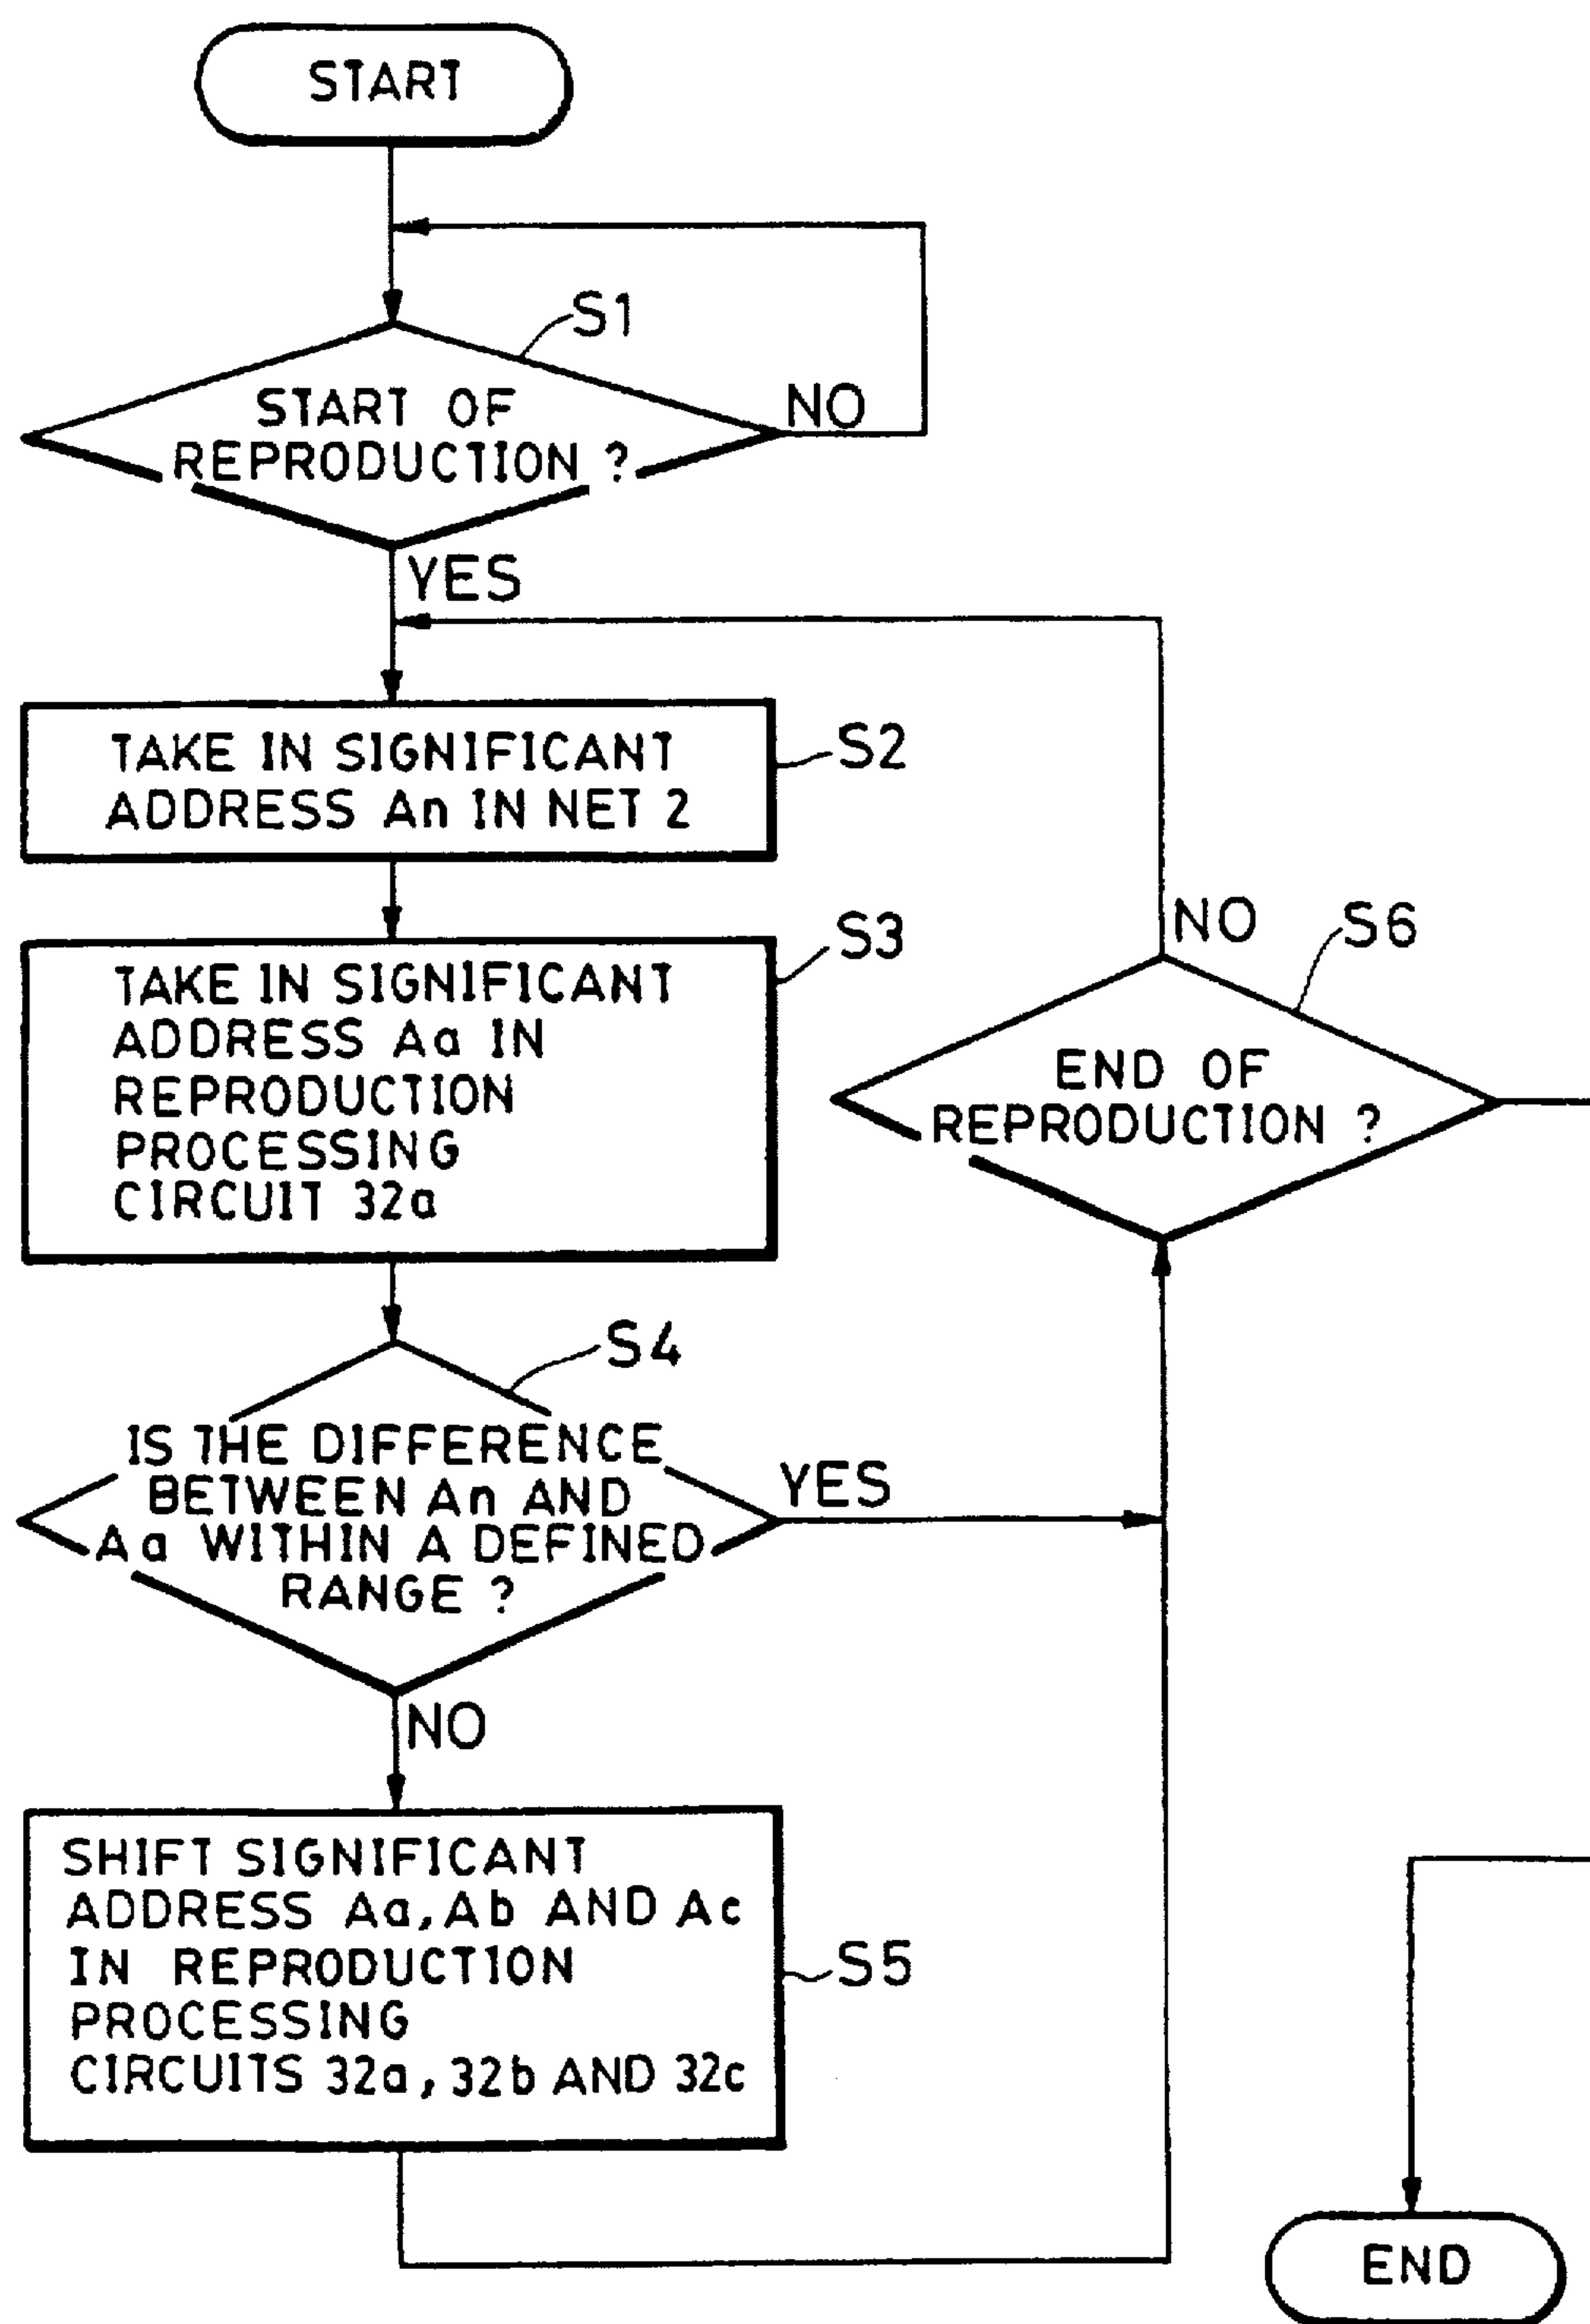 START
S1
START OF
REPRODUCTION ?
NO
YES
TAKE IN SIGNIFICANT
ADDRESS An IN NET 2
S2
TAKE IN SIGNIFICANT
ADDRESS Aa IN
REPRODUCTION
PROCESSING
CIRCUIT 32a
S3
NO
S6
END OF
REPRODUCTION ?
S4
IS THE DIFFERENCE
BETWEEN An AND
Aa WITHIN A DEFINED
RANGE ?
YES
NO
SHIFT SIGNIFICANT
ADDRESS Aa, Ab AND Ac
IN REPRODUCTION
PROCESSING
CIRCUITS 32a, 32b AND 32c
S5
END